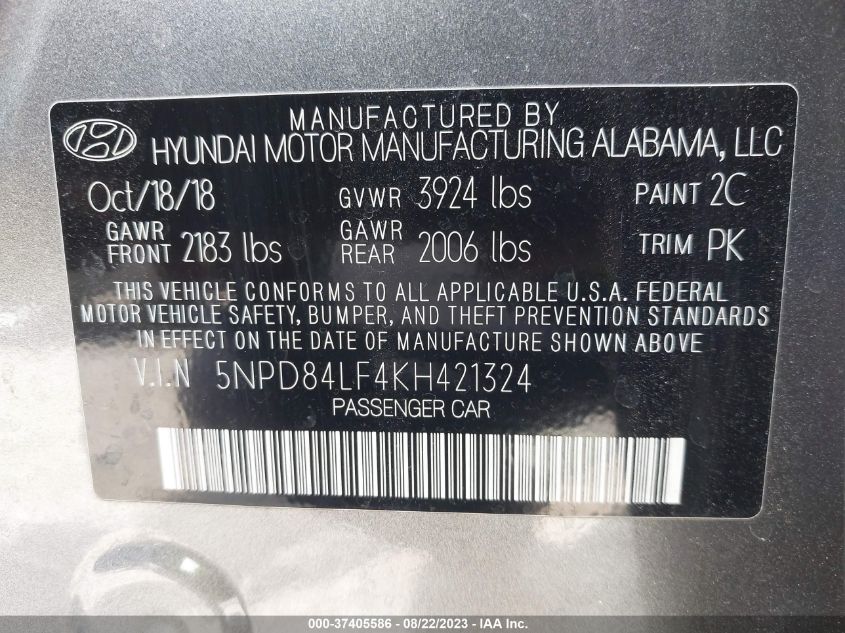 MANUFACTURED BY
HYUNDAI MOTOR MANUFACTURING ALABAMA, LLC
Oct/18/18 GVWR 3924 lbs PAINT 2C
GAWR FRONT 2183 lbs GAWR REAR 2006 lbs TRIM PK
THIS VEHICLE CONFORMS TO ALL APPLICABLE U.S.A. FEDERAL
MOTOR VEHICLE SAFETY, BUMPER, AND THEFT PREVENTION STANDARDS
IN EFFECT ON THE DATE OF MANUFACTURE SHOWN ABOVE
V.I.N 5NPD84LF4KH421324
PASSENGER CAR
000-37405586 - 08/22/2023 - IAA Inc.